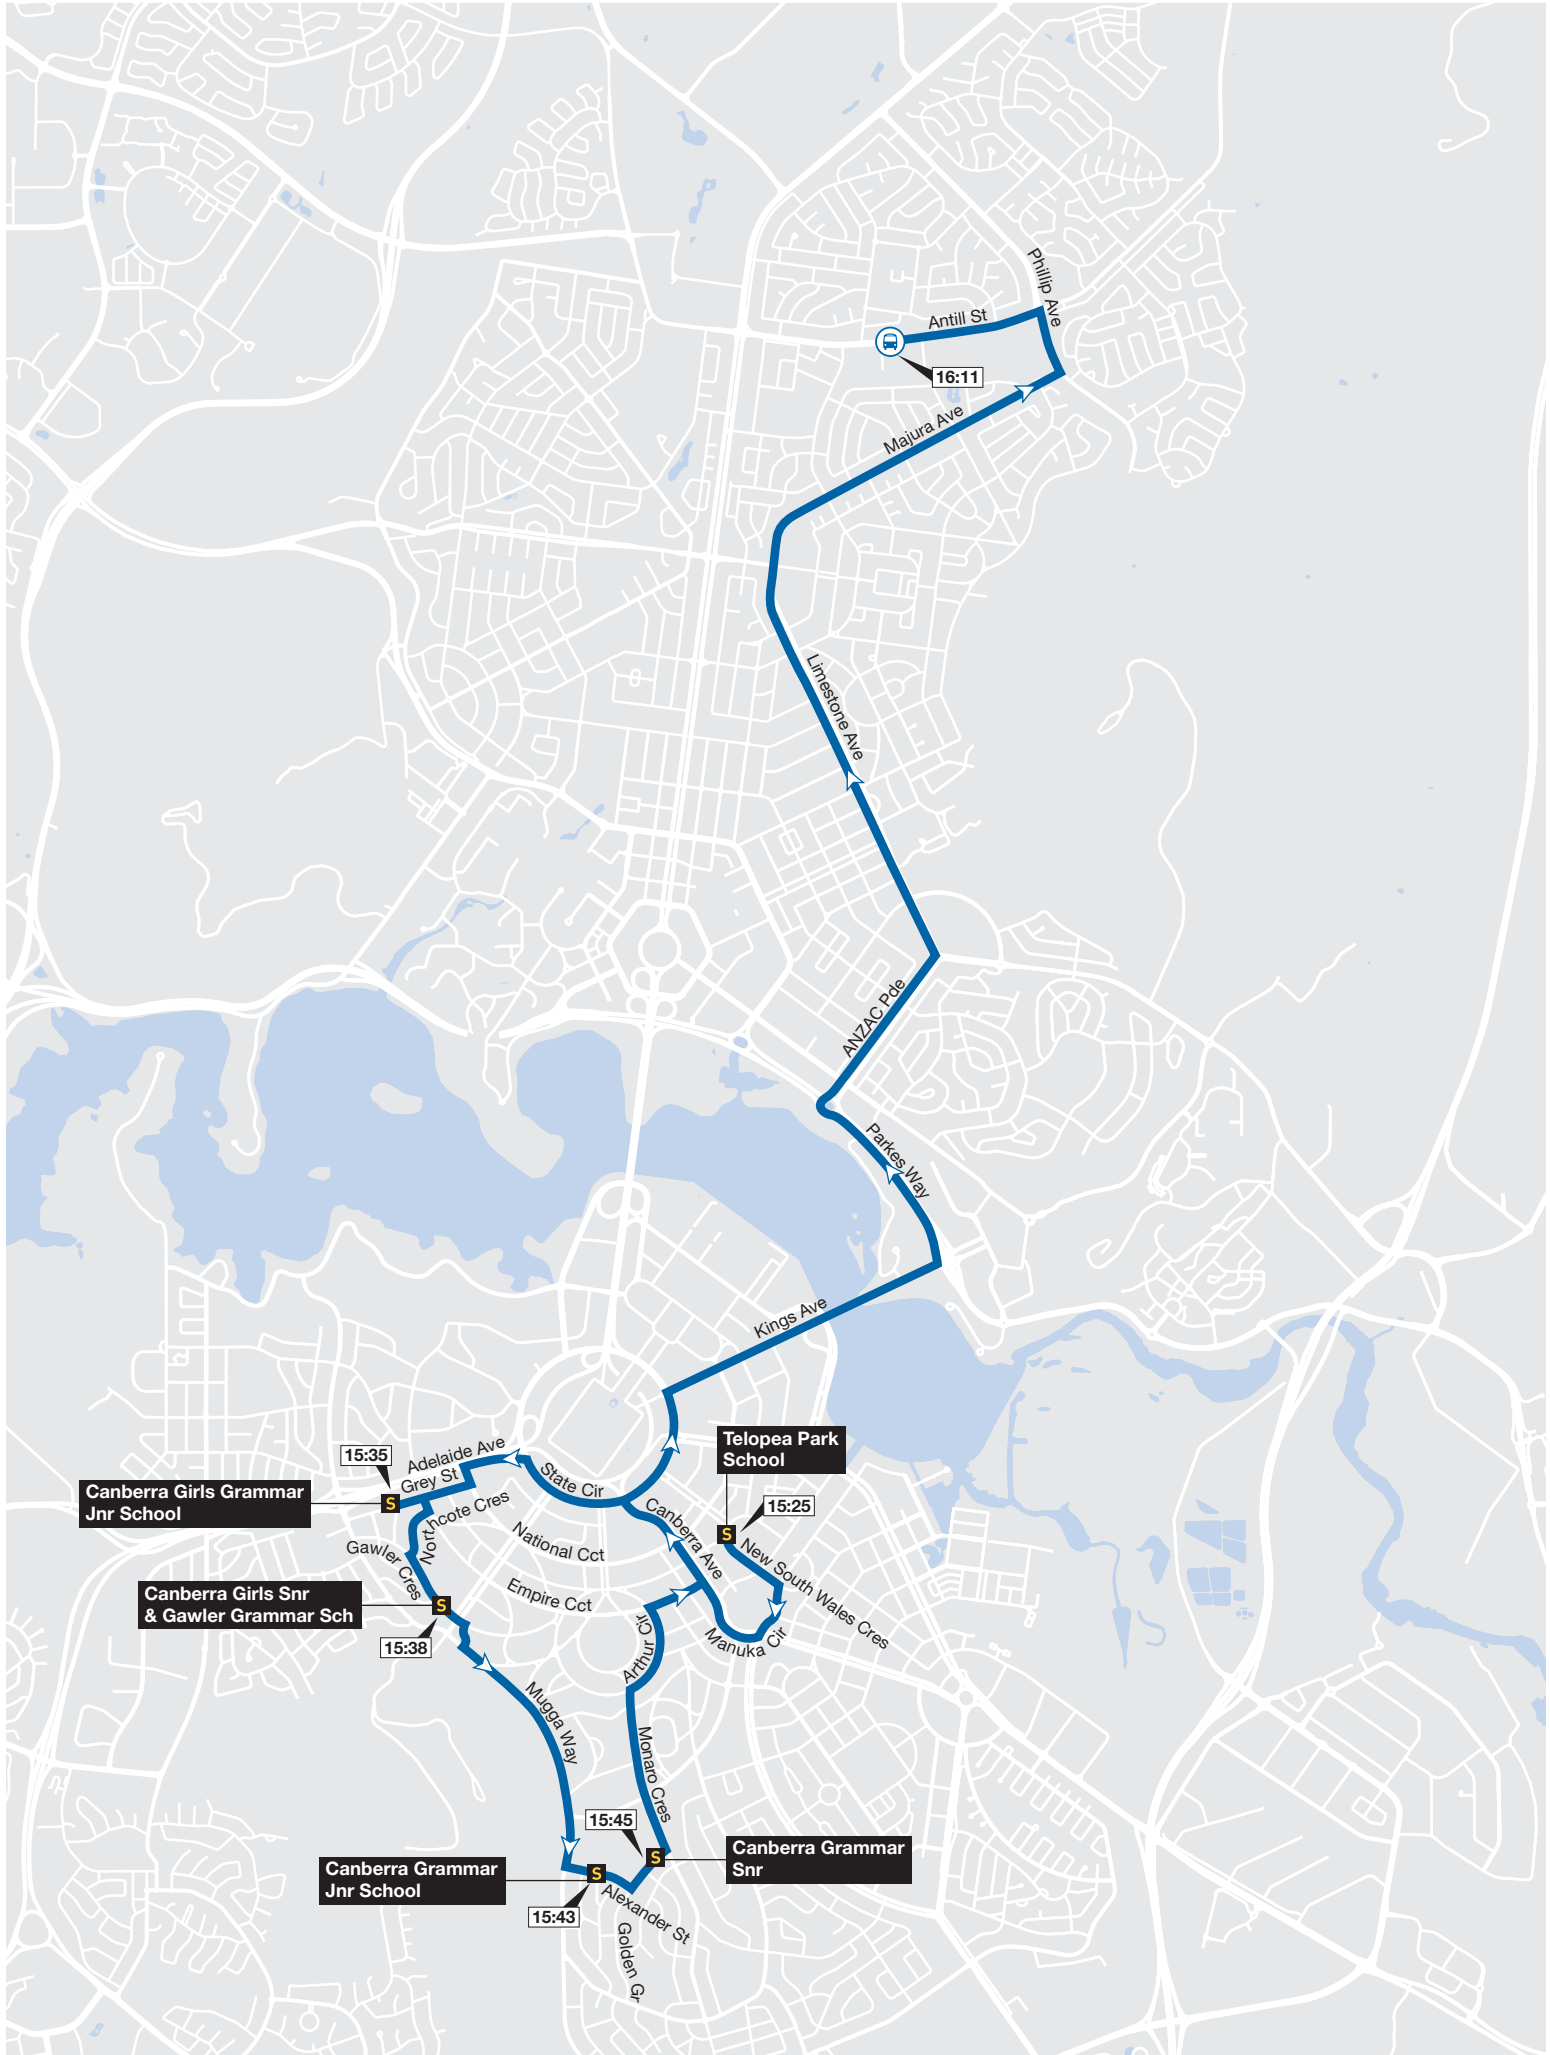 Phillip Ave
Antill St
16:11
Majura Ave
Limestone Ave
ANZAC Pde
Parkes Way
Kings Ave
Telopea Park
School
15:25
15:35
Adelaide Ave
Grey St
State Cir
Canberra Girls Grammar
Jnr School
S
S
Northcote Cres
Canberra Ave
National Cct
New South Wales Cres
Gawler Cres
Canberra Girls Snr
& Gawler Grammar Sch
S
Empire Cct
15:38
Arthur Cir
Manuka Cir
Mugga Way
Monaro Cres
15:45
S
Canberra Grammar
Snr
Canberra Grammar
Jnr School
S
15:43
Alexander St
Golden Gr